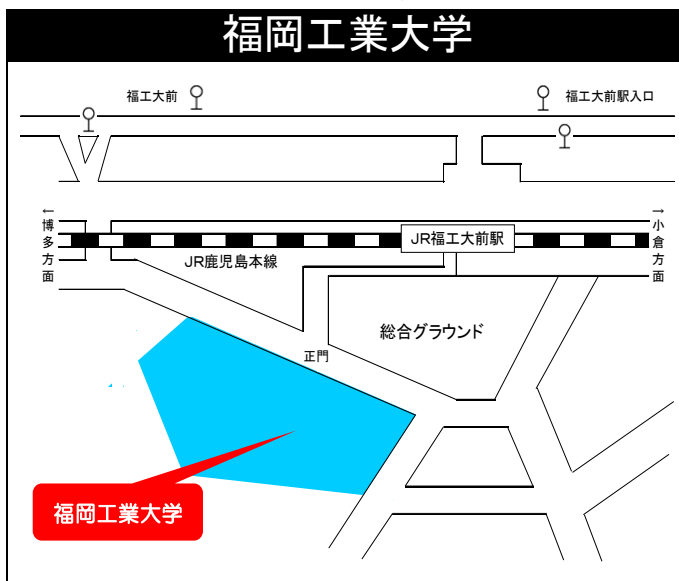 福岡工業大学
福工大前
福工大前駅入口
←博多方面
→小倉方面
JR福工大前駅
JR鹿児島本線
総合グラウンド
正門
福岡工業大学